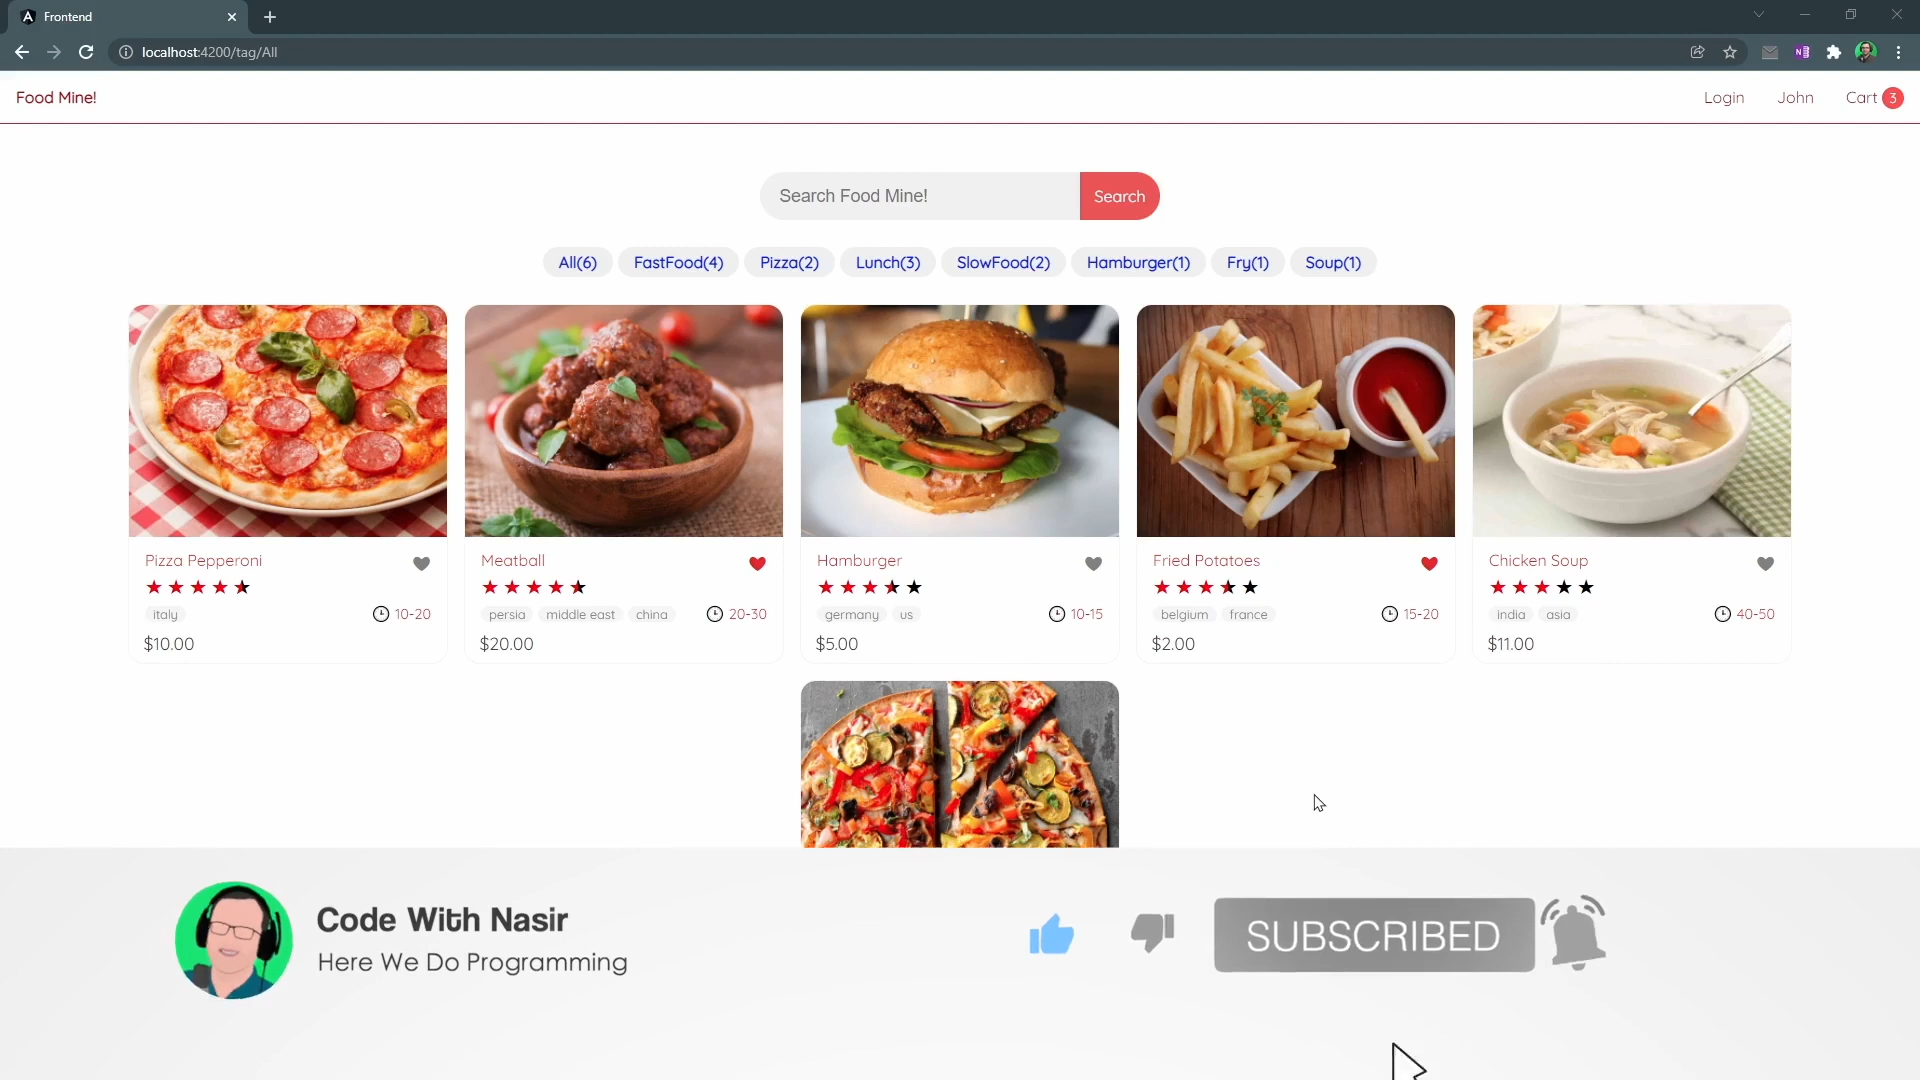 Frontend
localhost:4200/tag/All
Food Mine!
Login John Cart 3
Search Food Mine! Search
All(6) FastFood(4) Pizza(2) Lunch(3) SlowFood(2) Hamburger(1) Fry(1) Soup(1)
Pizza Pepperoni
italy 10-20
$10.00
Meatball
persia middle east china 20-30
$20.00
Hamburger
germany us 10-15
$5.00
Fried Potatoes
belgium france 15-20
$2.00
Chicken Soup
india asia 40-50
$11.00
Code With Nasir
Here We Do Programming
SUBSCRIBED